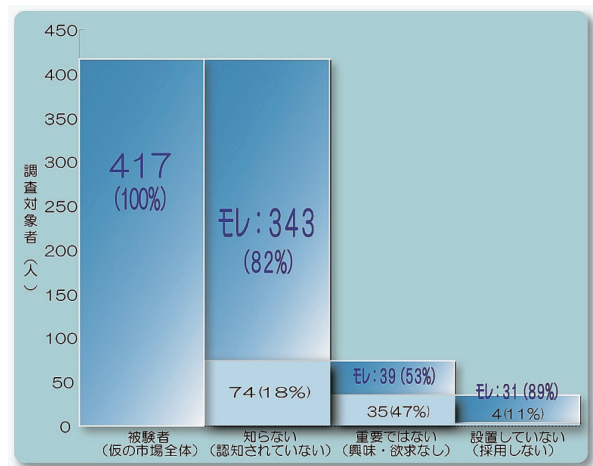 450
400
350
300
250
200
150
100
50
0
調査対象者（人）
417
(100%)
モレ：343
(82%)
74(18%)
モレ：39(53%)
35(47%)
モレ：31(89%)
4(11%)
被験者
（仮の市場全体）
知らない
（認知されていない）
重要ではない
（興味・欲求なし）
設置していない
（採用しない）